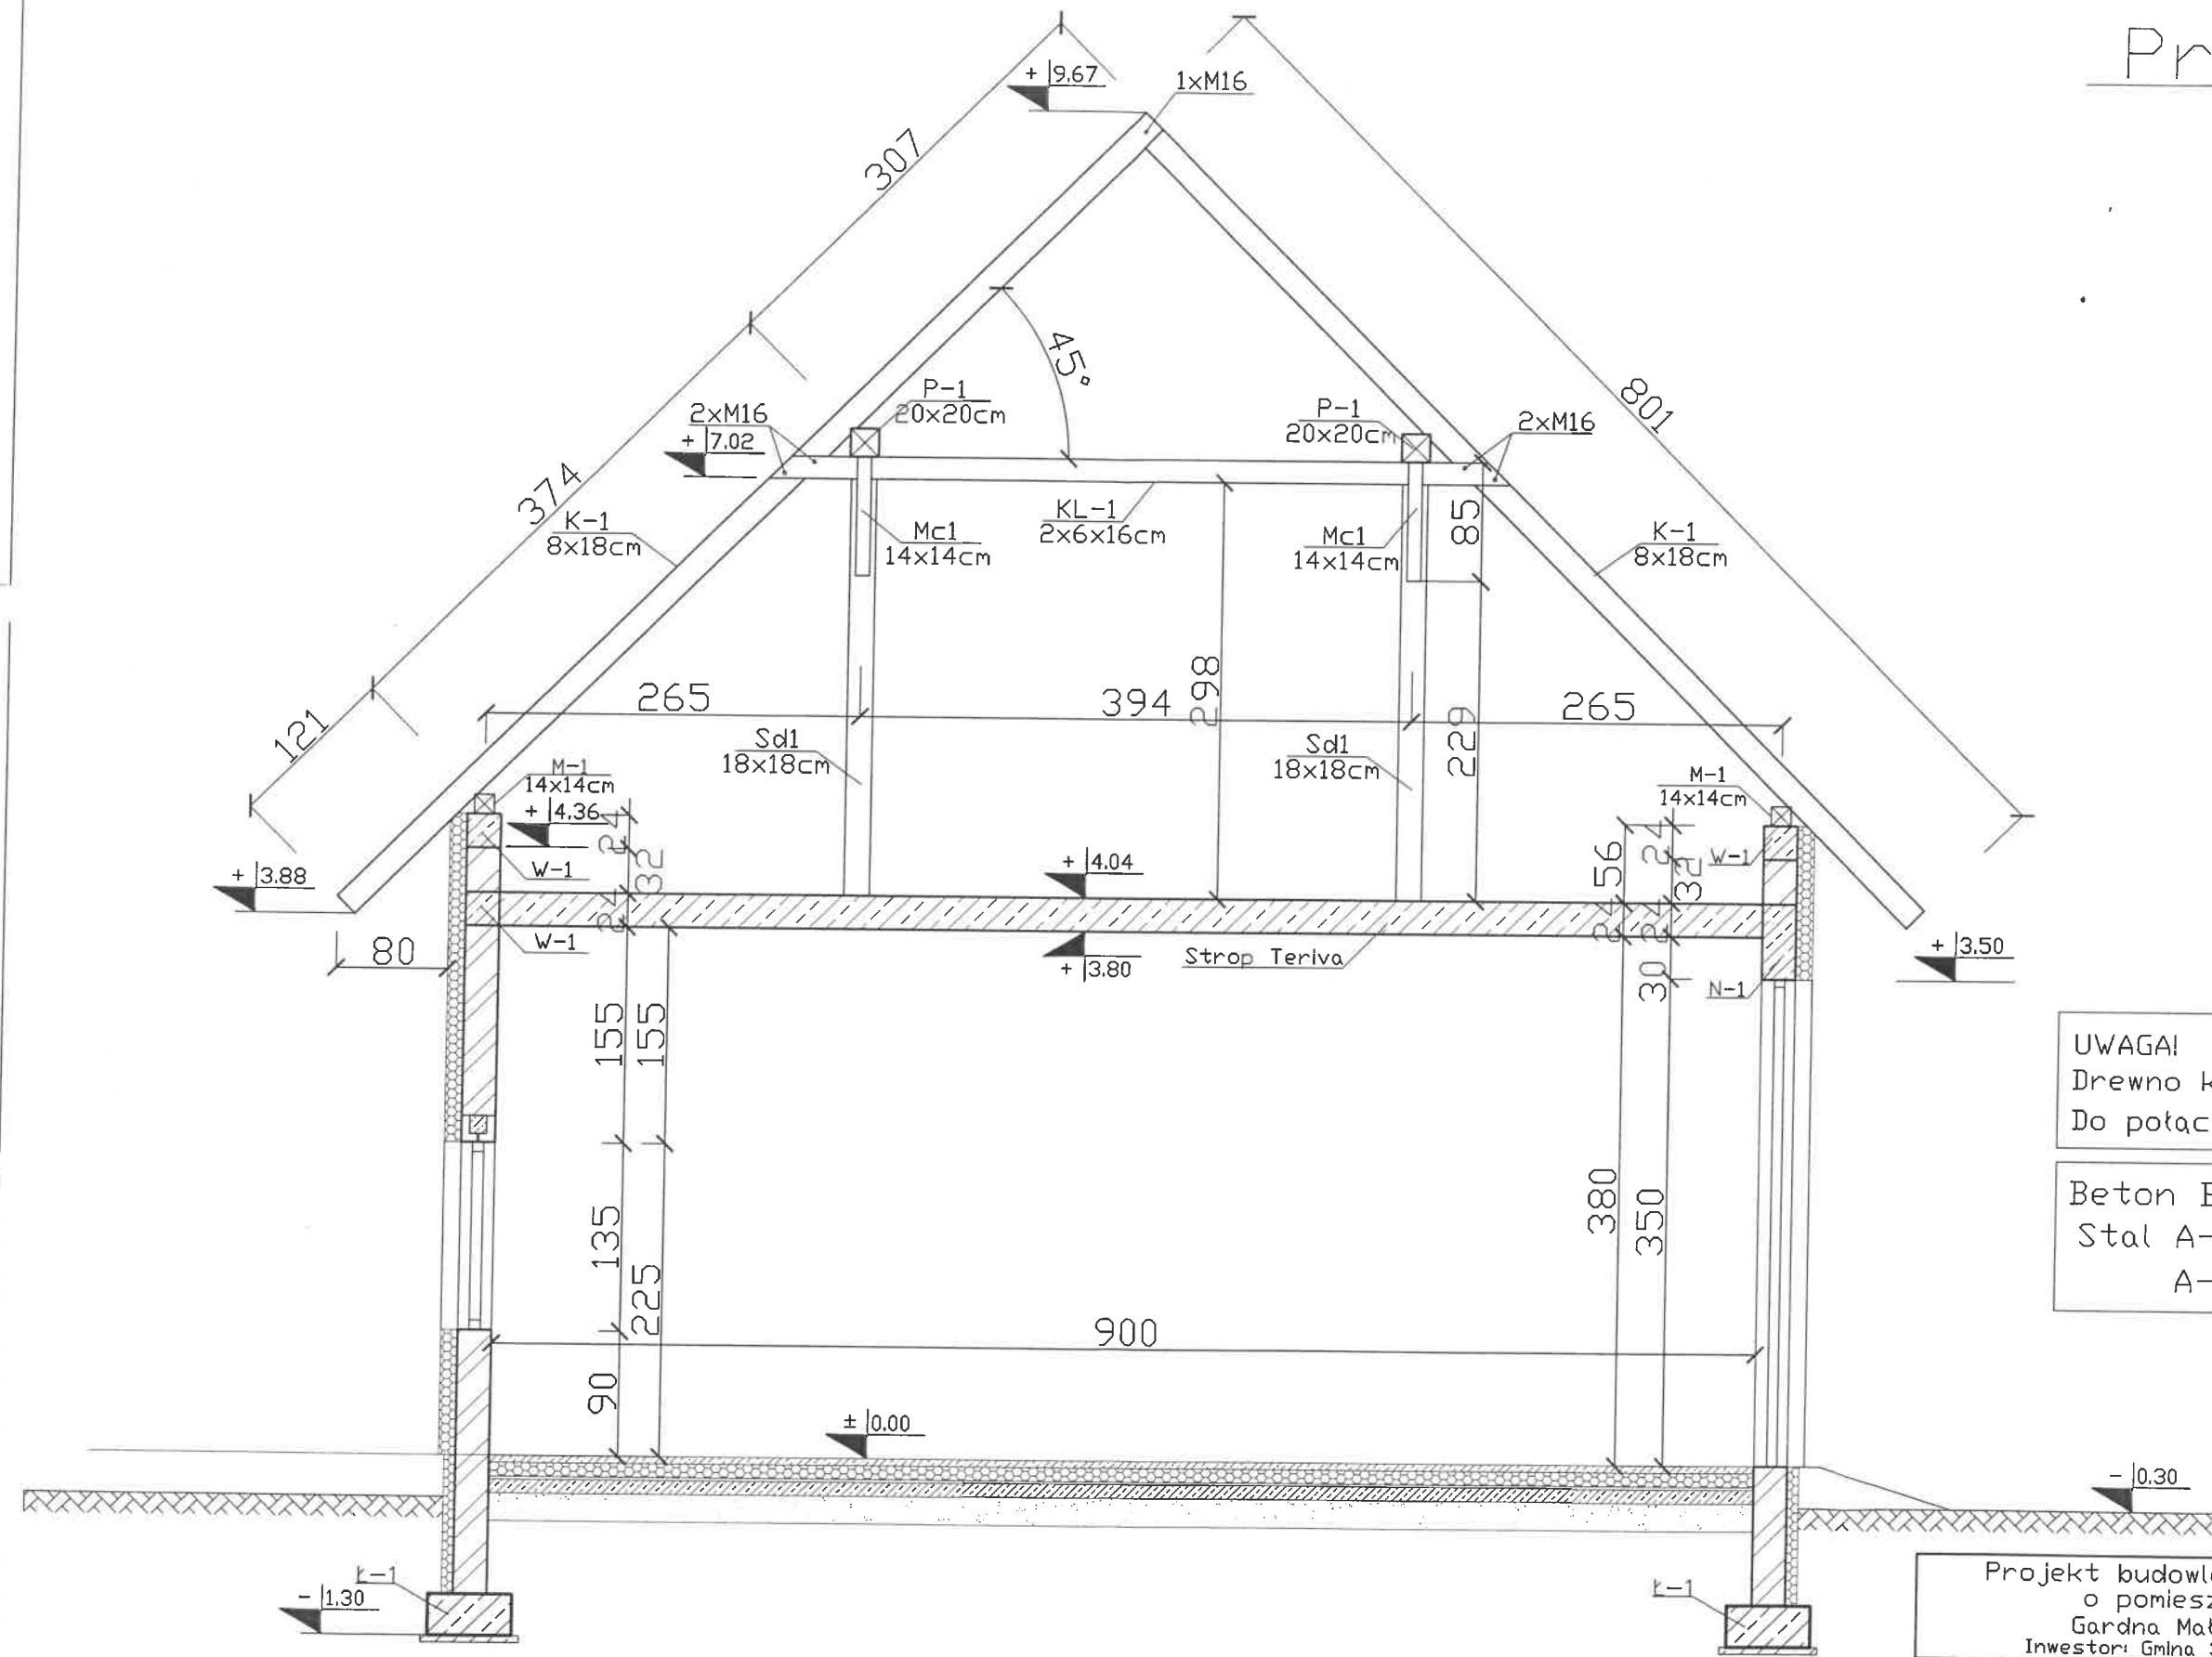 Pr
+ 9.67
1xM16
307
45°
801
374
P-1
20x20cm
2xM16
+ 7.02
P-1
20x20cm
2xM16
K-1
8x18cm
Mc1
14x14cm
KL-1
2x6x16cm
Mc1
14x14cm
85
K-1
8x18cm
121
265
394
298
229
265
Sd1
18x18cm
Sd1
18x18cm
M-1
14x14cm
+ 4.36
24
32
24
W-1
W-1
M-1
14x14cm
56
24
W-1
32
24
24
+ 3.88
+ 4.04
+ 3.80
Strop Teriva
30
N-1
+ 3.50
80
155
155
135
225
90
380
350
900
± 0.00
UWAGA!
Drewno k
Do połąc
Beton B
Stal A-
A-
- 0.30
Ł-1
- 1.30
Ł-1
Projekt budowl
o pomiesz
Gardna Mał
Inwestor: Gmina